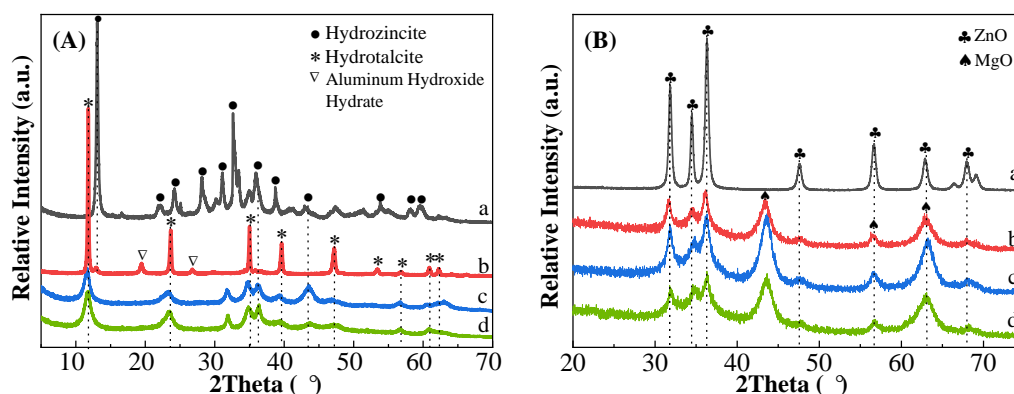 (A)
● Hydrozincite
* Hydrotalcite
▽ Aluminum Hydroxide
Hydrate
a
b
c
d
Relative Intensity (a.u.)
10 20 30 40 50 60 70
2Theta ( °)
(B)
♣ ZnO
♠ MgO
a
b
c
d
Relative Intensity (a.u.)
20 30 40 50 60 70
2Theta ( °)